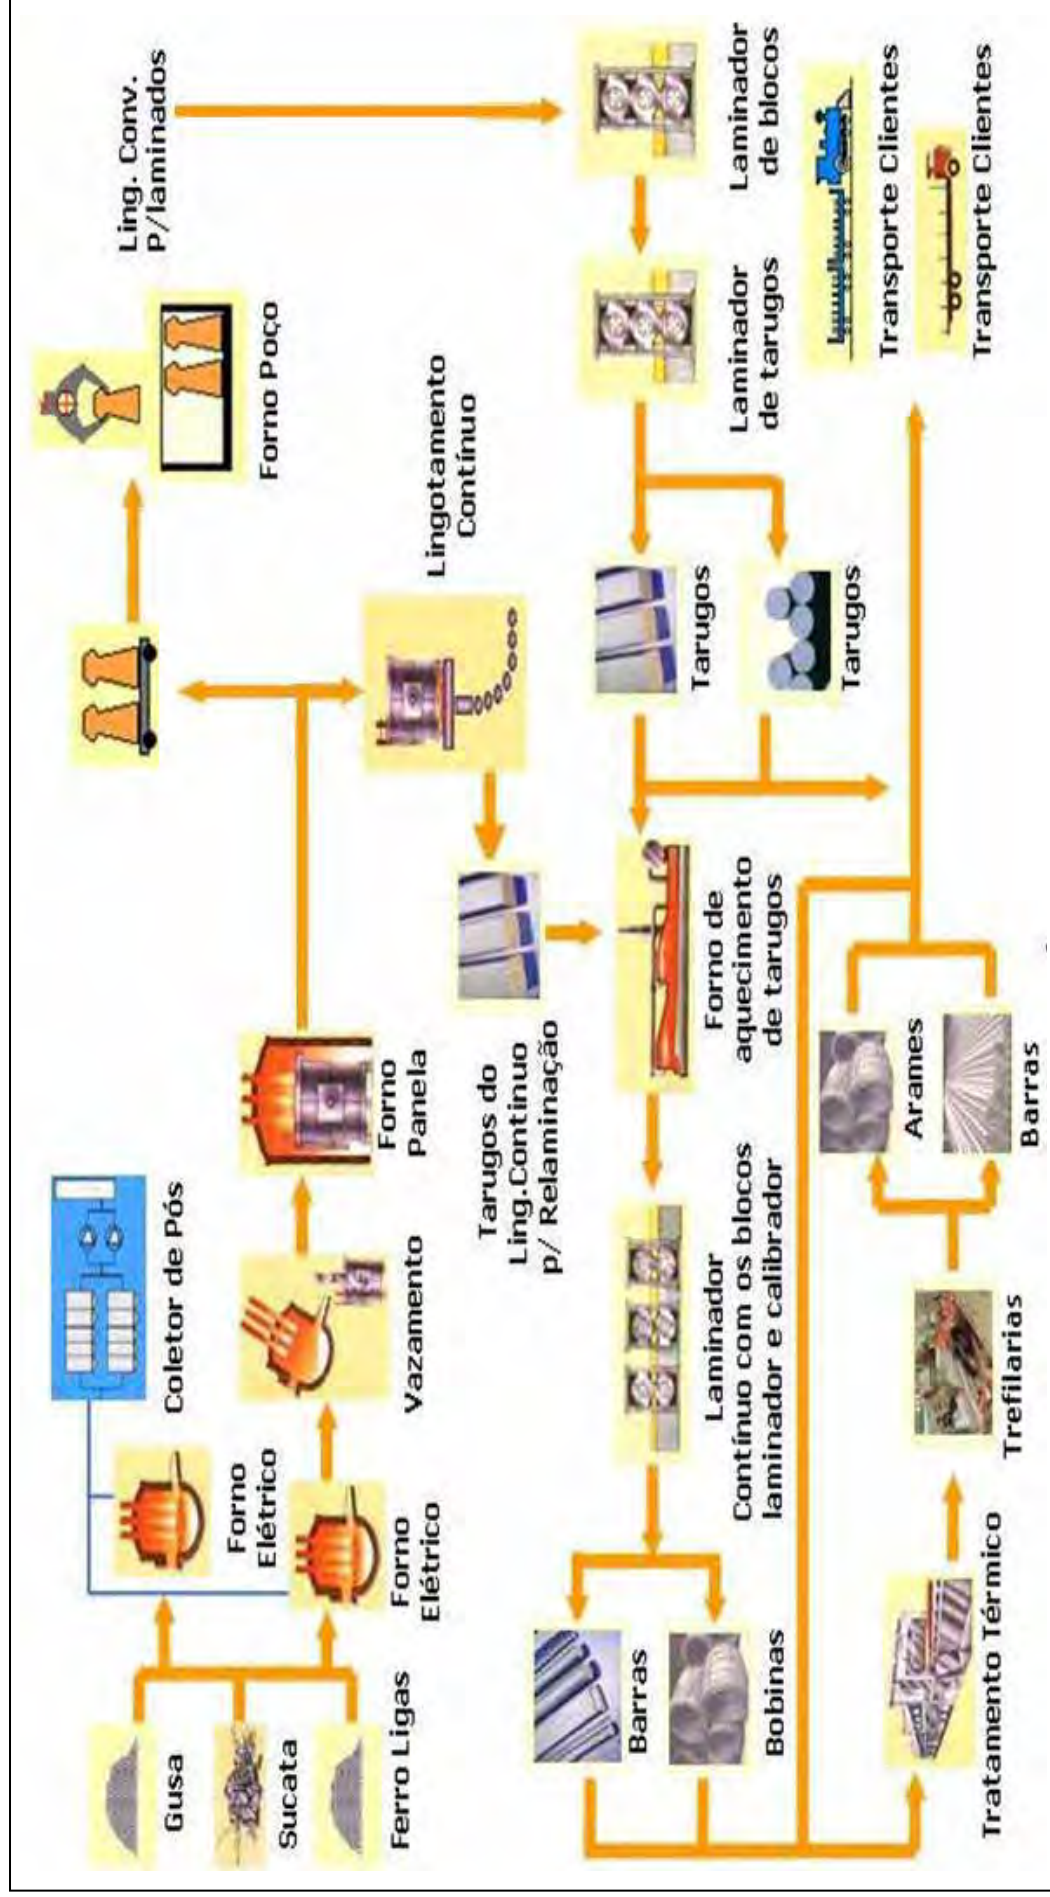 Gusa
Sucata
Ferro Ligas
Forno
Elétrico
Forno
Elétrico
Coletor de Pós
Vazamento
Forno
Panela
Ling. Conv.
P/laminados
Forno Poço
Lingotamento
Contínuo
Tarugos do
Ling.Continuo
p/ Relaminação
Laminador
de blocos
Laminador
de tarugos
Tarugos
Tarugos
Forno de
aquecimento
de tarugos
Laminador
Contínuo com os blocos
laminador e calibrador
Barras
Bobinas
Tratamento Térmico
Trefilarias
Arames
Barras
Transporte Clientes
Transporte Clientes